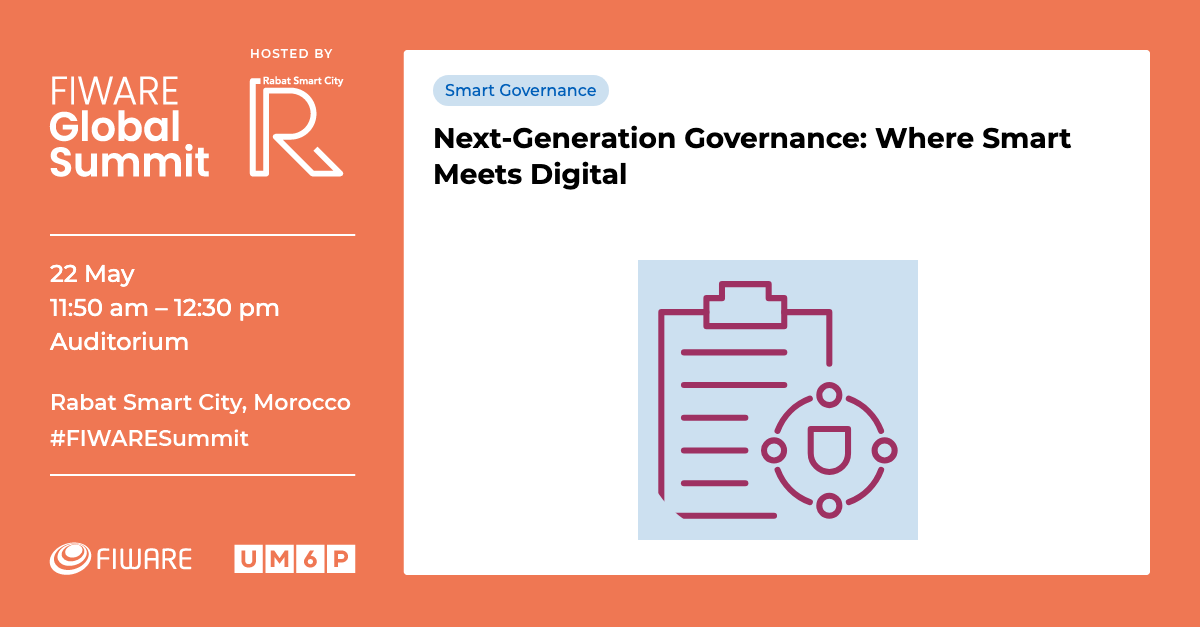 HOSTED BY
FIWARE
Global
Summit
Rabat Smart City
R
22 May
11:50 am – 12:30 pm
Auditorium
Rabat Smart City, Morocco
#FIWARESummit
FIWARE
UM6P
Smart Governance
Next-Generation Governance: Where Smart
Meets Digital